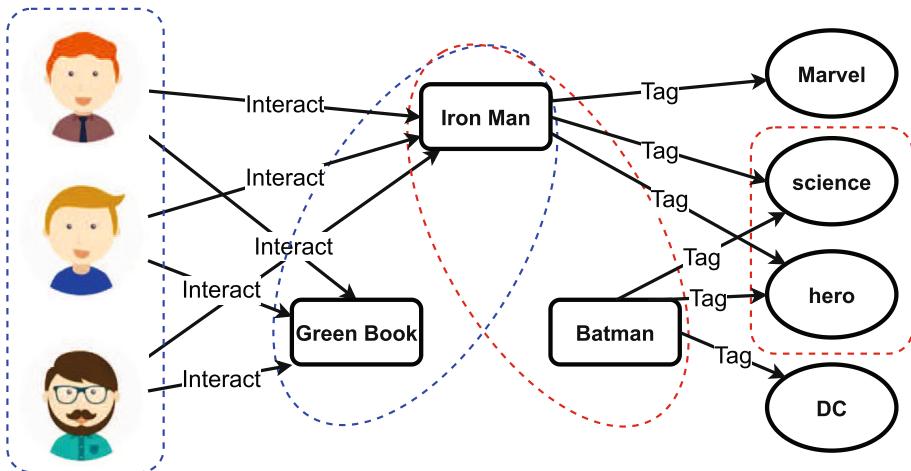 Interact
Interact
Interact
Interact
Interact
Iron Man
Green Book
Batman
Tag
Tag
Tag
Tag
Tag
Tag
Marvel
science
hero
DC